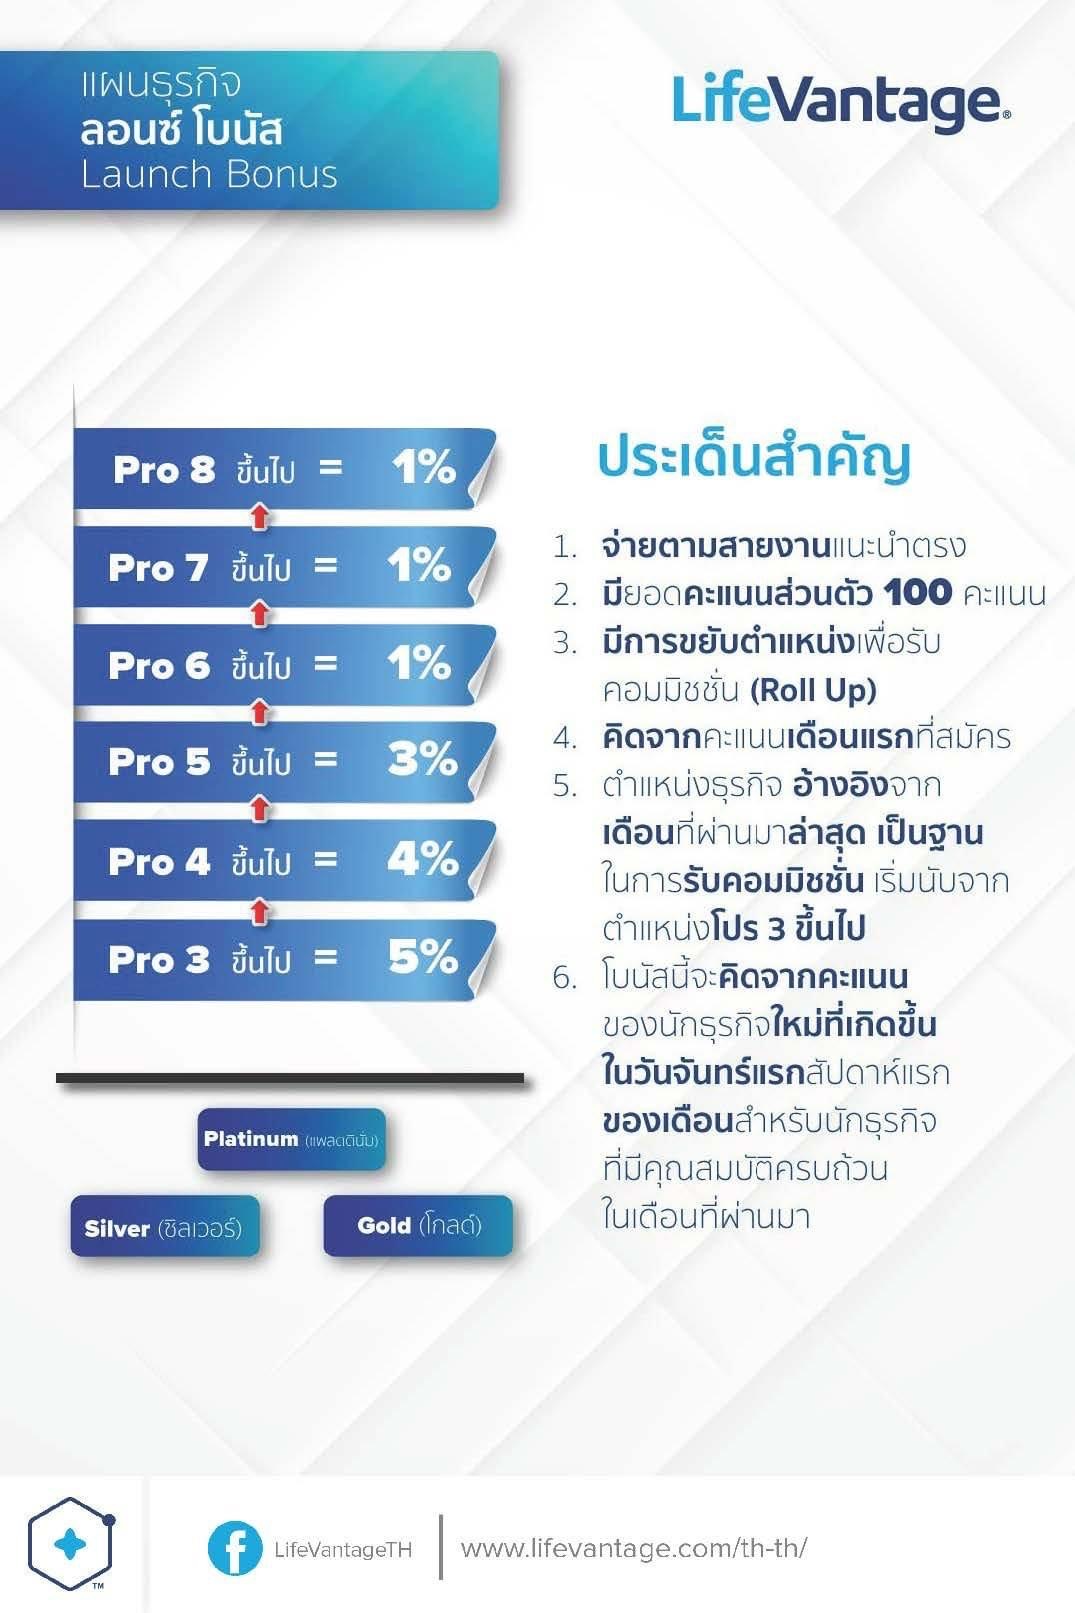 แผนธุรกิจ
ลอนซ์ โบนัส
Launch Bonus
LifeVantage®
Pro 8 ขึ้นไป = 1%
Pro 7 ขึ้นไป = 1%
Pro 6 ขึ้นไป = 1%
Pro 5 ขึ้นไป = 3%
Pro 4 ขึ้นไป = 4%
Pro 3 ขึ้นไป = 5%
Platinum (แพลตตินั่ม)
Silver (ซิลเวอร์)
Gold (โกลด์)
ประเด็นสำคัญ
1. จ่ายตามสายงานแนะนำตรง
2. มียอดคะแนนส่วนตัว 100 คะแนน
3. มีการขยับตำแหน่งเพื่อรับ
คอมมิชชั่น (Roll Up)
4. คิดจากคะแนนเดือนแรกที่สมัคร
5. ตำแหน่งธุรกิจ อ้างอิงจาก
เดือนที่ผ่านมาล่าสุด เป็นฐาน
ในการรับคอมมิชชั่น เริ่มนับจาก
ตำแหน่งโปร 3 ขึ้นไป
6. โบนัสนี้จะคิดจากคะแนน
ของนักธุรกิจใหม่ที่เกิดขึ้น
ในวันจันทร์แรกสัปดาห์แรก
ของเดือนสำหรับนักธุรกิจ
ที่มีคุณสมบัติครบถ้วน
ในเดือนที่ผ่านมา
TM
LifeVantageTH
www.lifevantage.com/th-th/